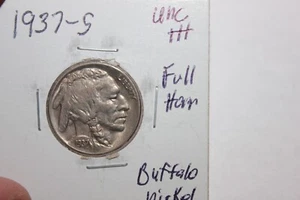 1937-S
UNC
Full
Horn
Buffalo
Nickel